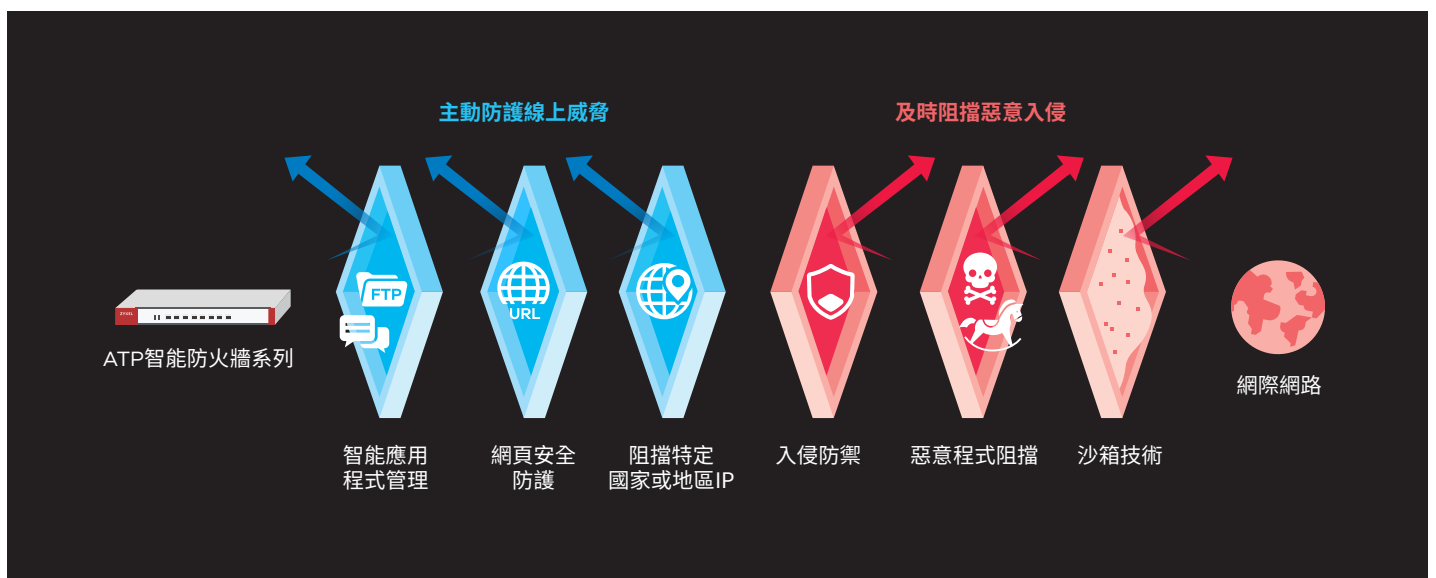 主動防護線上威脅
及時阻擋惡意入侵
FTP
URL
ZYXEL
ATP智能防火牆系列
網際網路
智能應用
程式管理
網頁安全
防護
阻擋特定
國家或地區IP
入侵防禦
惡意程式阻擋
沙箱技術